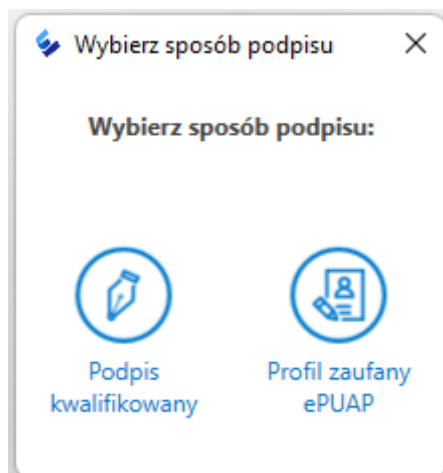 Wybierz sposób podpisu
Wybierz sposób podpisu:
Podpis
kwalifikowany
Profil zaufany
ePUAP